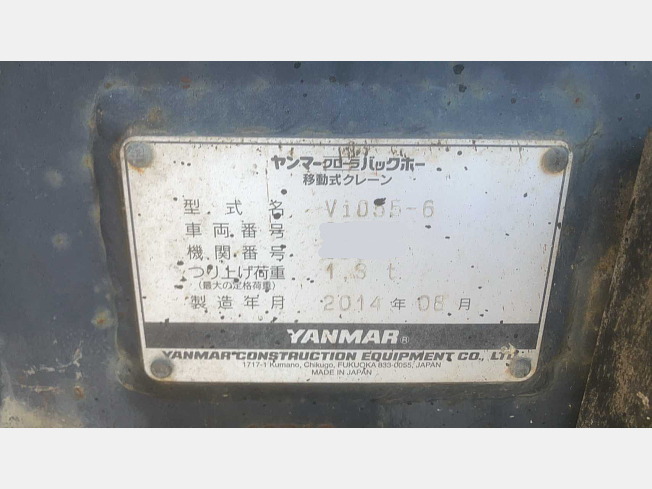 ヤンマークローラバックホー
移動式クレーン
型式名 ViO55-6
車両番号
機関番号
つり上げ荷重
(最大の定格荷重)
t
製造年月 2014年08月
YANMAR®
YANMAR CONSTRUCTION EQUIPMENT CO., LTD
1717-1 Kumano, Chikugo, FUKUOKA 833-0055, JAPAN
MADE IN JAPAN